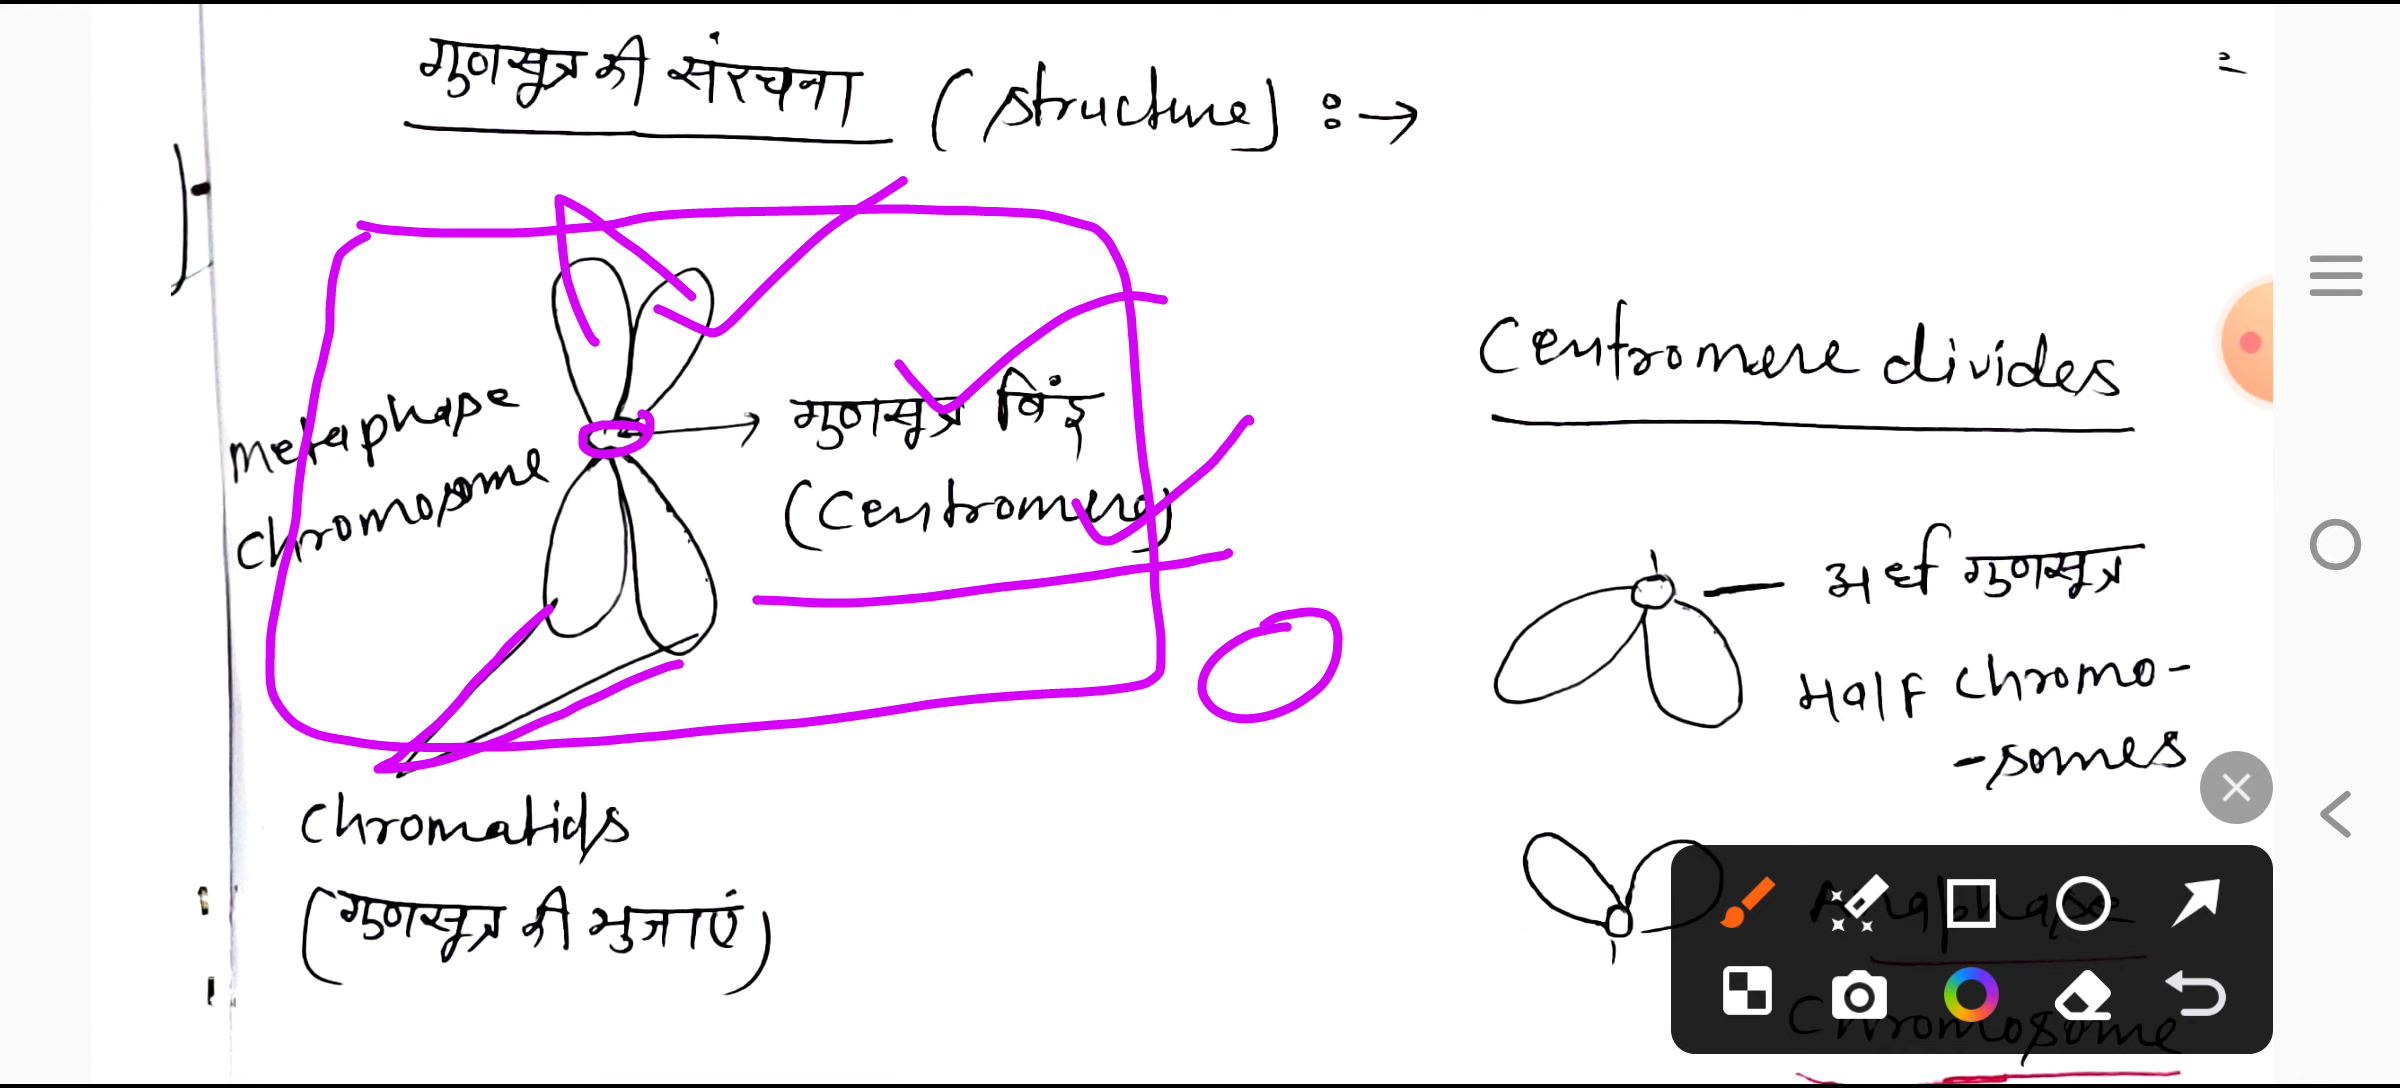 गुणसूत्र की संरचना (structure) :→
metaphase
chromosome
गुणसूत्र बिंदु
(Centromere)
Chromatids
(गुणसूत्र की भुजाएं)
Centromere divides
अर्ध गुणसूत्र
Half chromo-
-somes
Anaphase
Chromosome